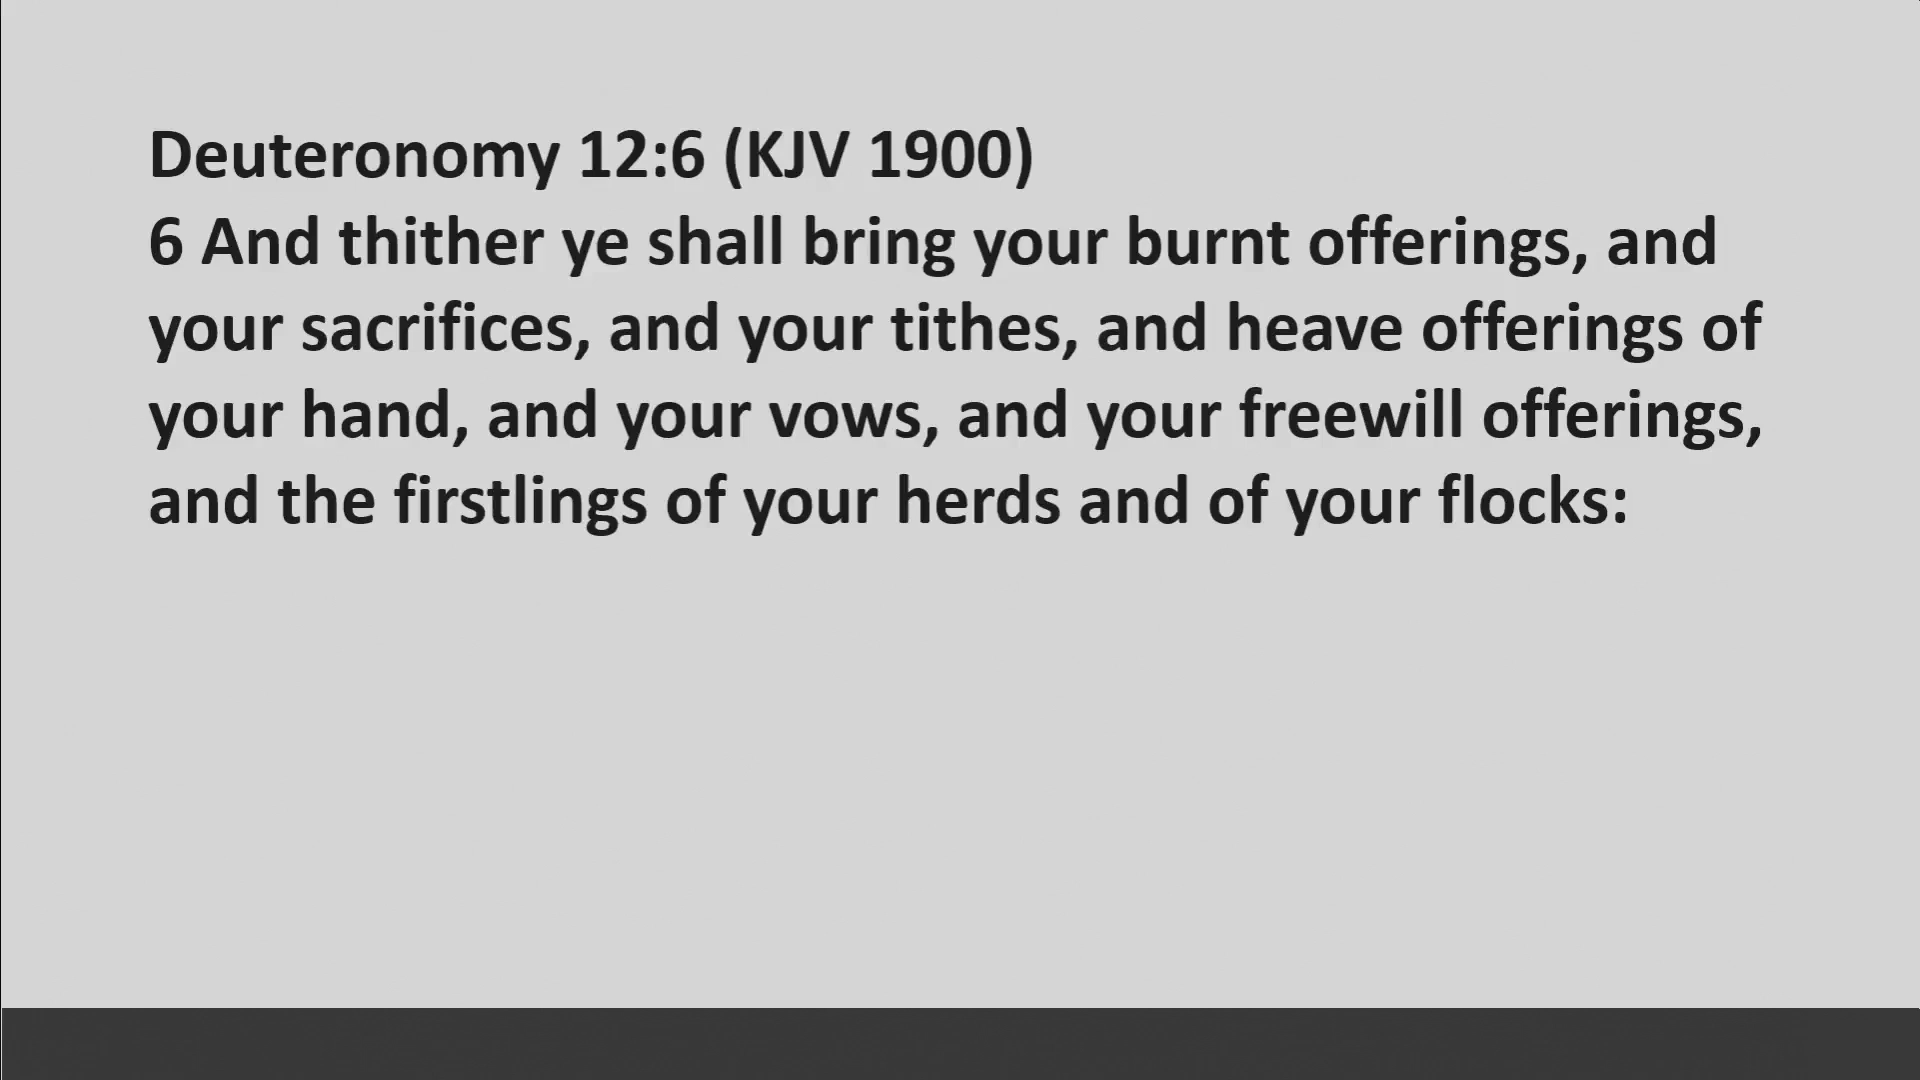 Deuteronomy 12:6 (KJV 1900)
6 And thither ye shall bring your burnt offerings, and
your sacrifices, and your tithes, and heave offerings of
your hand, and your vows, and your freewill offerings,
and the firstlings of your herds and of your flocks: